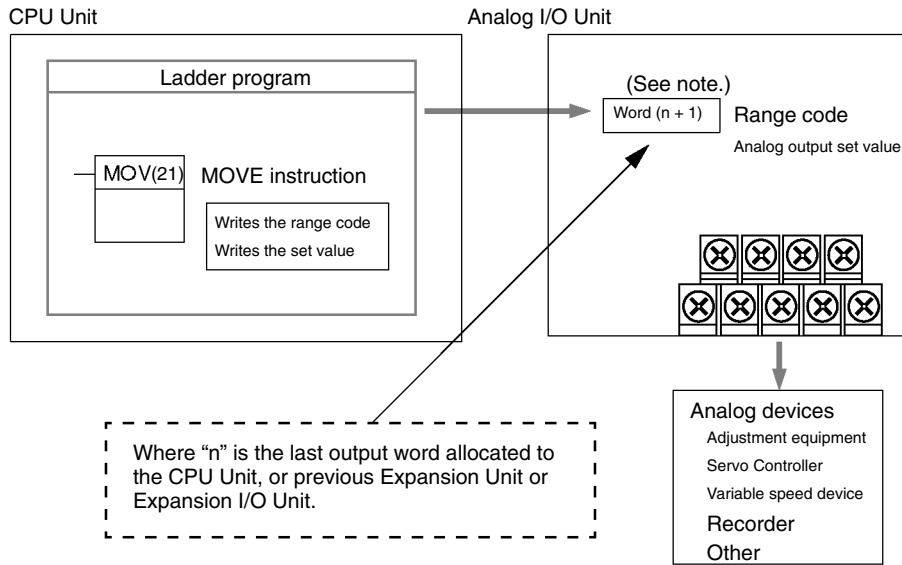 CPU Unit
Analog I/O Unit
Ladder program
MOV(21)
MOVE instruction
Writes the range code
Writes the set value
(See note.)
Word (n + 1)
Range code
Analog output set value
Where “n” is the last output word allocated to
the CPU Unit, or previous Expansion Unit or
Expansion I/O Unit.
Analog devices
Adjustment equipment
Servo Controller
Variable speed device
Recorder
Other